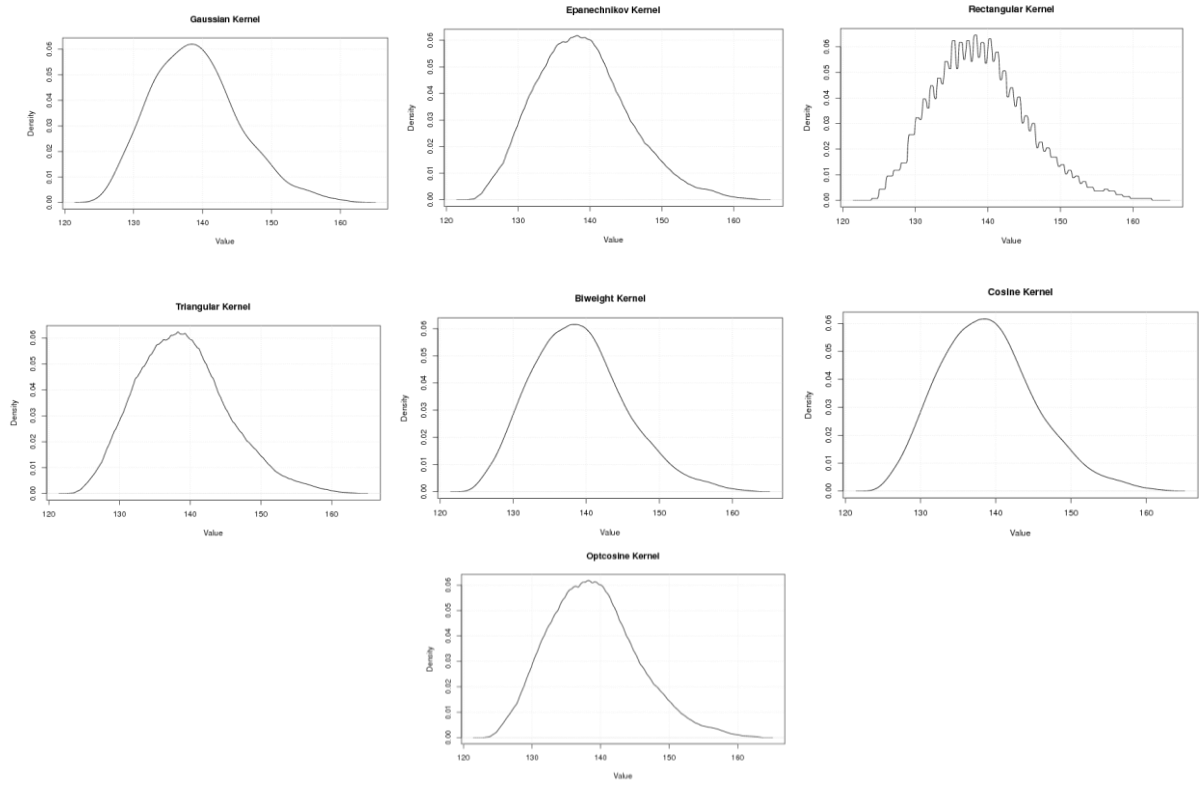 Gaussian Kernel
0.00 0.01 0.02 0.03 0.04 0.05 0.06
Density
120 130 140 150 160
Value
Epanechnikov Kernel
0.00 0.01 0.02 0.03 0.04 0.05 0.06
Density
120 130 140 150 160
Value
Rectangular Kernel
0.00 0.01 0.02 0.03 0.04 0.05 0.06
Density
120 130 140 150 160
Value
Triangular Kernel
0.00 0.01 0.02 0.03 0.04 0.05 0.06
Density
120 130 140 150 160
Value
Biweight Kernel
0.00 0.01 0.02 0.03 0.04 0.05 0.06
Density
120 130 140 150 160
Value
Cosine Kernel
0.00 0.01 0.02 0.03 0.04 0.05 0.06
Density
120 130 140 150 160
Value
Optcosine Kernel
0.00 0.01 0.02 0.03 0.04 0.05 0.06
Density
120 130 140 150 160
Value